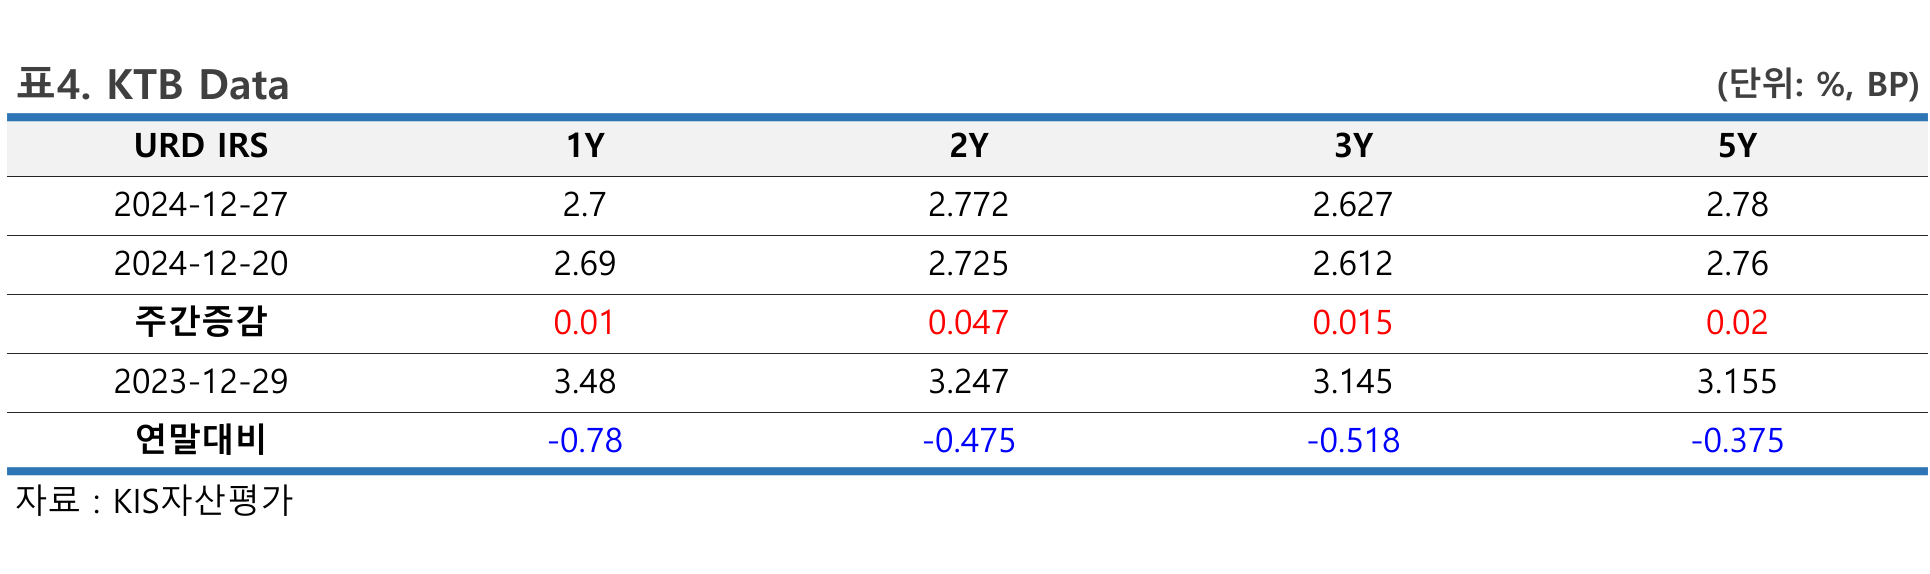 표4. KTB Data (단위: %, BP)
URD IRS 1Y 2Y 3Y 5Y
2024-12-27 2.7 2.772 2.627 2.78
2024-12-20 2.69 2.725 2.612 2.76
주간증감 0.01 0.047 0.015 0.02
2023-12-29 3.48 3.247 3.145 3.155
연말대비 -0.78 -0.475 -0.518 -0.375
자료 : KIS자산평가